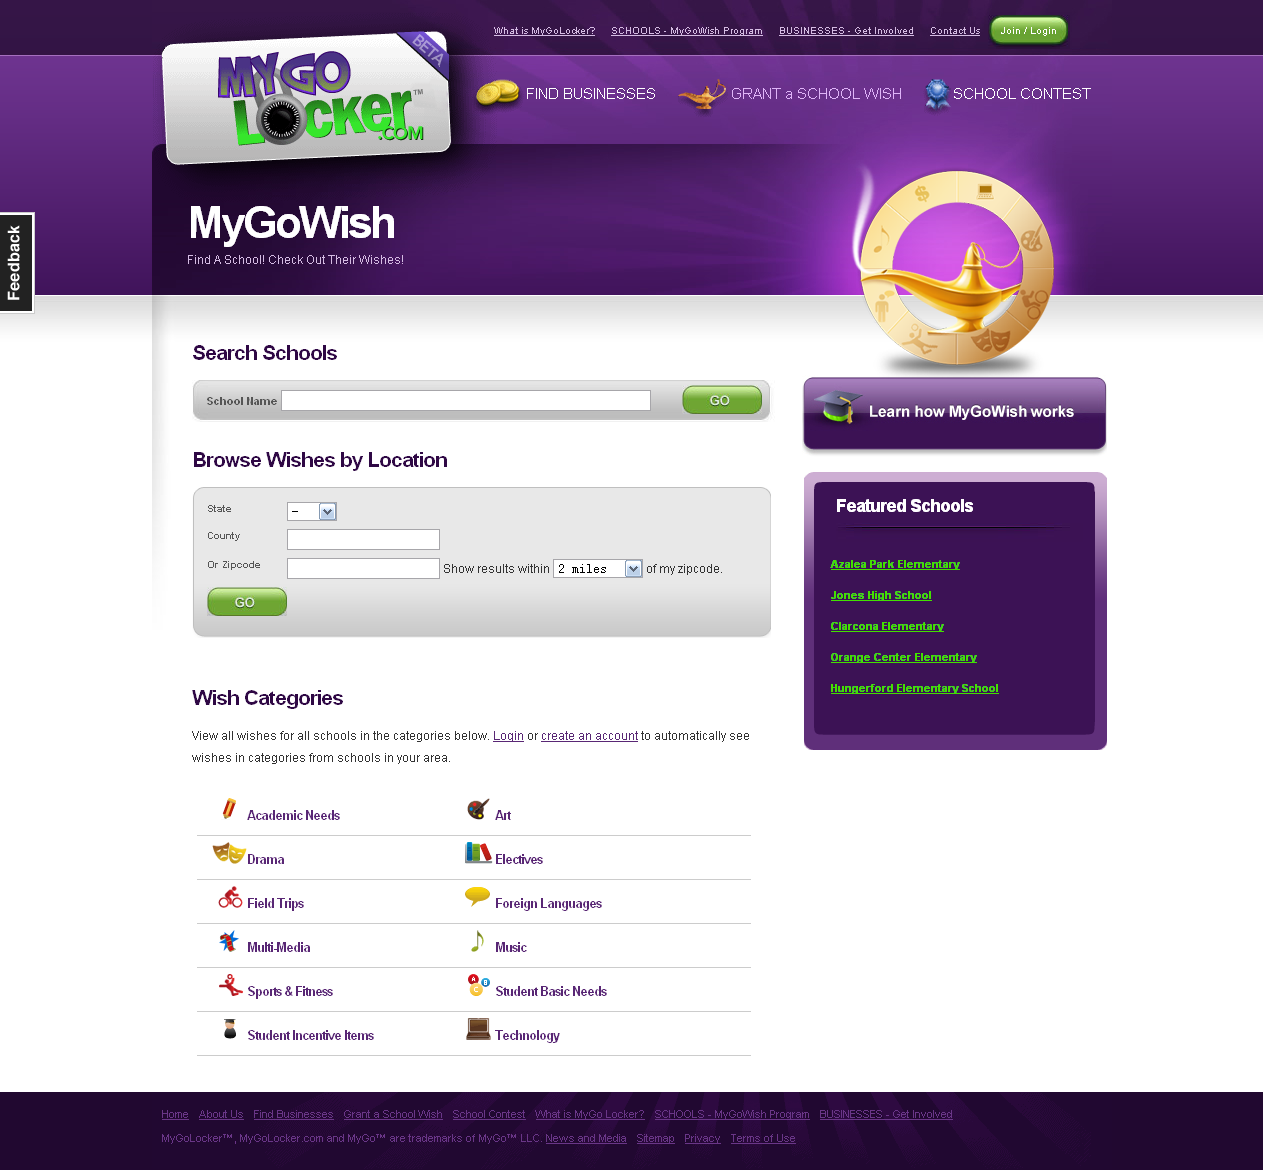 What is MyGoLocker? SCHOOLS - MyGoWish Program BUSINESSES - Get Involved Contact Us Join / Login
BETA
MYGO
LOCKER™
.COM
FIND BUSINESSES GRANT a SCHOOL WISH SCHOOL CONTEST
MyGoWish
Find A School! Check Out Their Wishes!
Feedback
Search Schools
School Name GO
Learn how MyGoWish works
Browse Wishes by Location
State –
County
Or Zipcode Show results within 2 miles of my zipcode.
GO
Featured Schools
Azalea Park Elementary
Jones High School
Clarcona Elementary
Orange Center Elementary
Hungerford Elementary School
Wish Categories
View all wishes for all schools in the categories below. Login or create an account to automatically see
wishes in categories from schools in your area.
Academic Needs Art
Drama Electives
Field Trips Foreign Languages
Multi-Media Music
Sports & Fitness A B C Student Basic Needs
Student Incentive Items Technology
Home About Us Find Businesses Grant a School Wish School Contest What is MyGo Locker? SCHOOLS - MyGoWish Program BUSINESSES - Get Involved
MyGoLocker™, MyGoLocker.com and MyGo™ are trademarks of MyGo™ LLC. News and Media Sitemap Privacy Terms of Use